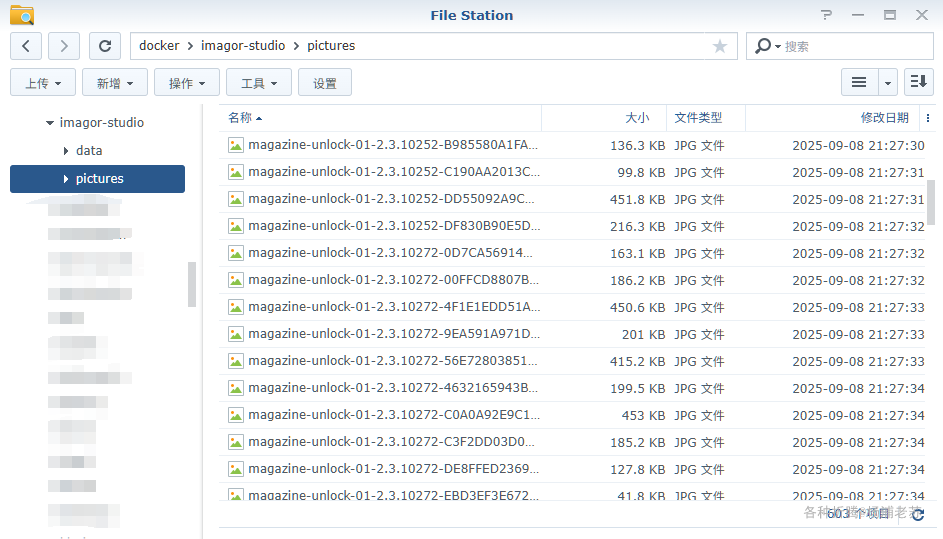 File Station
docker > imagor-studio > pictures
搜索
上传 新增 操作 工具 设置
imagor-studio
data
pictures
名称 大小 文件类型 修改日期
magazine-unlock-01-2.3.10252-B985580A1FA... 136.3 KB JPG 文件 2025-09-08 21:27:30
magazine-unlock-01-2.3.10252-C190AA2013C... 99.8 KB JPG 文件 2025-09-08 21:27:31
magazine-unlock-01-2.3.10252-DD55092A9C... 451.8 KB JPG 文件 2025-09-08 21:27:31
magazine-unlock-01-2.3.10252-DF830B90E5D... 216.3 KB JPG 文件 2025-09-08 21:27:32
magazine-unlock-01-2.3.10272-0D7CA56914... 163.1 KB JPG 文件 2025-09-08 21:27:32
magazine-unlock-01-2.3.10272-00FFCD8807B... 186.2 KB JPG 文件 2025-09-08 21:27:32
magazine-unlock-01-2.3.10272-4F1E1EDD51A... 450.6 KB JPG 文件 2025-09-08 21:27:33
magazine-unlock-01-2.3.10272-9EA591A971D... 201 KB JPG 文件 2025-09-08 21:27:33
magazine-unlock-01-2.3.10272-56E72803851... 415.2 KB JPG 文件 2025-09-08 21:27:33
magazine-unlock-01-2.3.10272-4632165943B... 199.5 KB JPG 文件 2025-09-08 21:27:34
magazine-unlock-01-2.3.10272-C0A0A92E9C1... 453 KB JPG 文件 2025-09-08 21:27:34
magazine-unlock-01-2.3.10272-C3F2DD03D0... 185.2 KB JPG 文件 2025-09-08 21:27:34
magazine-unlock-01-2.3.10272-DE8FFED2369... 127.8 KB JPG 文件 2025-09-08 21:27:34
magazine-unlock-01-2.3.10272-EBD3EF3E672... 41.8 KB JPG 文件 2025-09-08 21:27:34
603 个项目